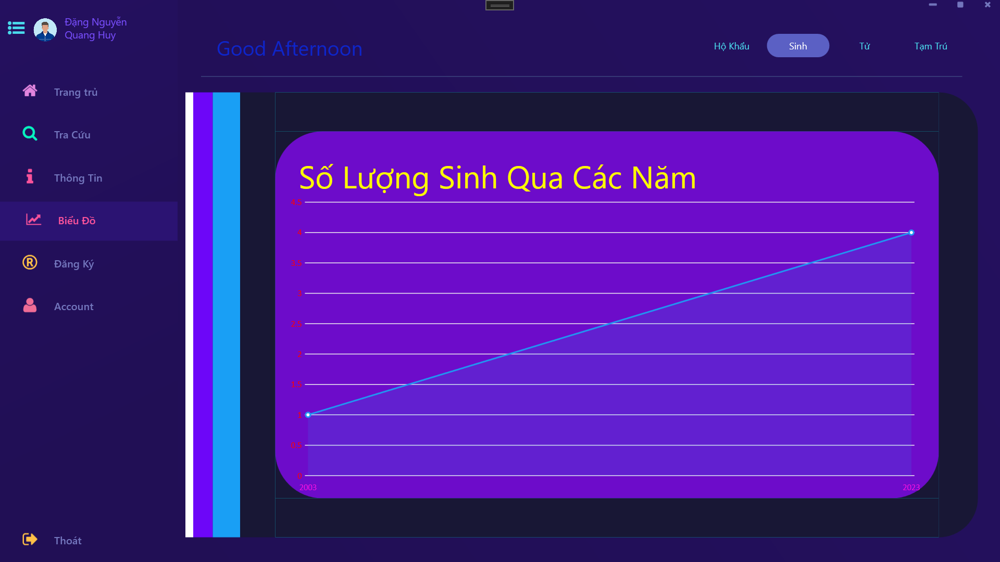 Đặng Nguyễn
Quang Huy
Good Afternoon
Hộ Khẩu
Sinh
Tử
Tạm Trú
Trang trủ
Tra Cứu
Thông Tin
Biểu Đồ
Đăng Ký
Account
Thoát
Số Lượng Sinh Qua Các Năm
4.5
4
3.5
3
2.5
2
1.5
1
0.5
0
2003
2023